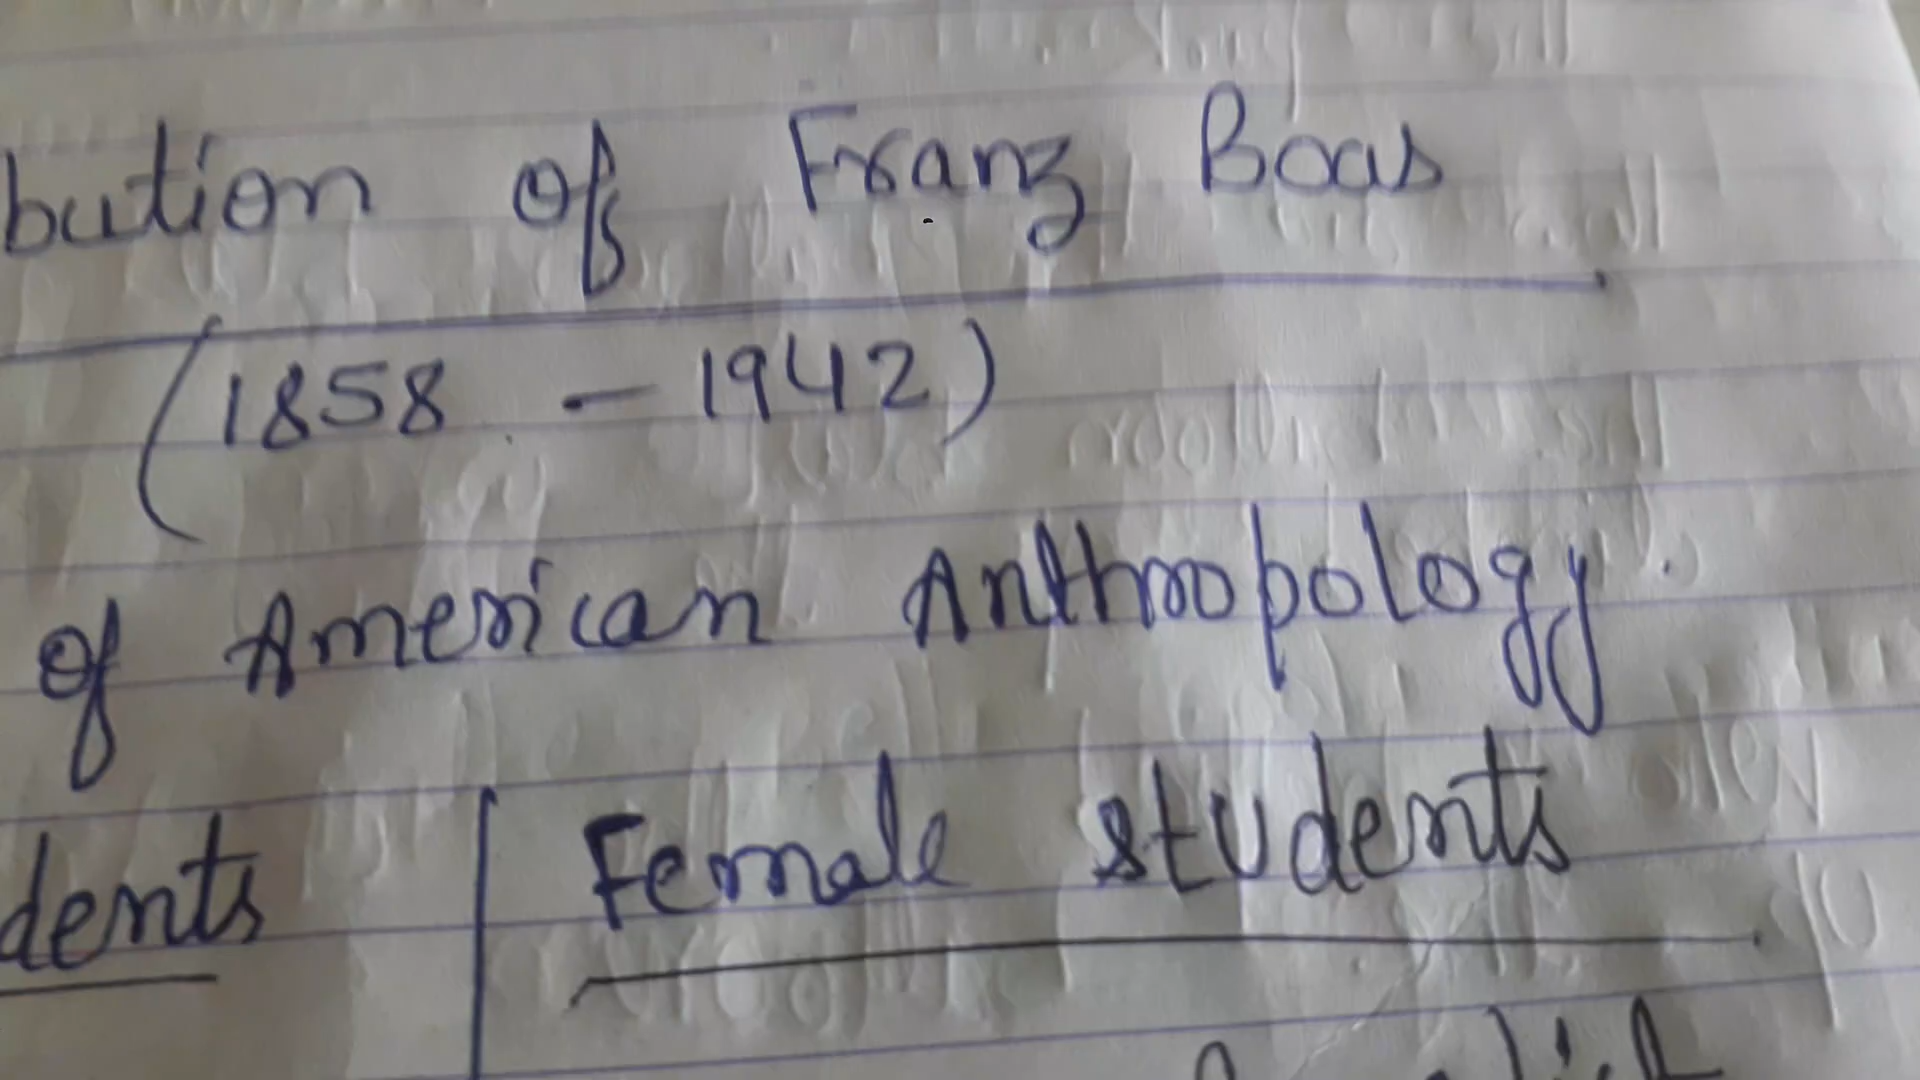 bution of Franz Boas
(1858 - 1942)
of American Anthropology.
dents | Female students